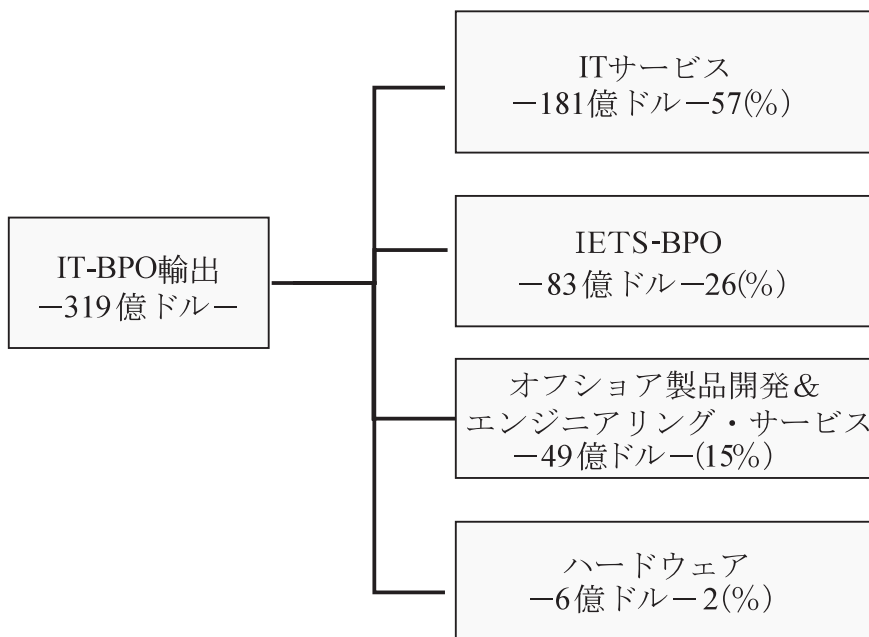 ITサービス
−181億ドル−57(%)
IETS-BPO
−83億ドル−26(%)
IT-BPO輸出
−319億ドル−
オフショア製品開発&
エンジニアリング・サービス
−49億ドル−(15%)
ハードウェア
−6億ドル−2(%)